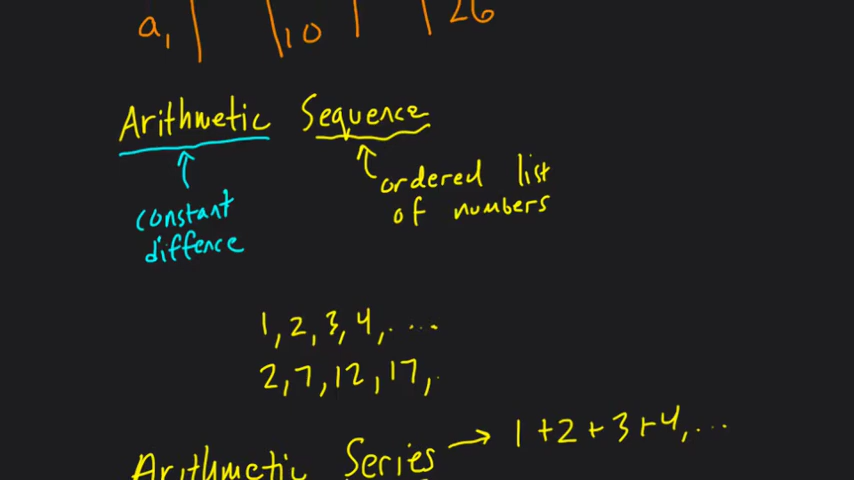 a1 | |10 | | 26
Arithmetic Sequence
ordered list
of numbers
constant
diffence
1, 2, 3, 4, ....
2, 7, 12, 17, .
Arithmetic Series → 1 + 2 + 3 + 4, ...